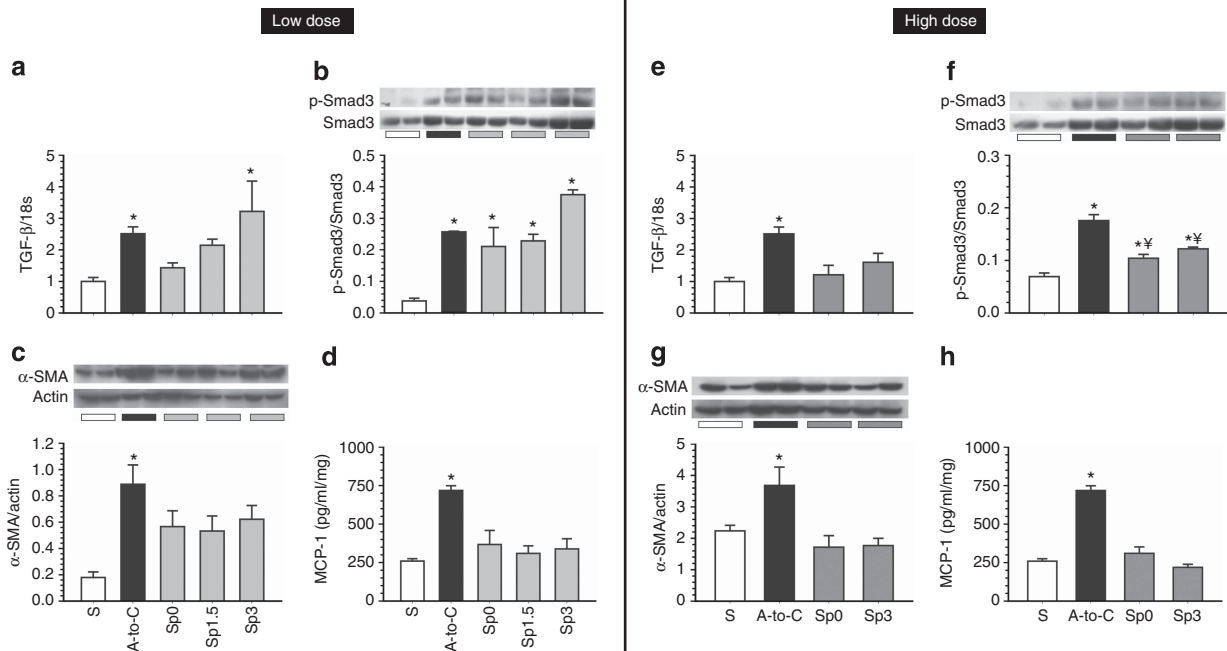 Low dose
High dose
a
b
p-Smad3
Smad3
TGF-β/18s
5
4
3
2
1
0
*
*
p-Smad3/Smad3
0.5
0.4
0.3
0.2
0.1
0.0
*
*
*
*
c
α-SMA
Actin
α-SMA/actin
1.2
1.0
0.8
0.6
0.4
0.2
0.0
*
S
A-to-C
Sp0
Sp1.5
Sp3
d
MCP-1 (pg/ml/mg)
1000
750
500
250
0
*
S
A-to-C
Sp0
Sp1.5
Sp3
e
TGF-β/18s
5
4
3
2
1
0
*
f
p-Smad3
Smad3
p-Smad3/Smad3
0.3
0.2
0.1
0.0
*
*¥
*¥
g
α-SMA
Actin
α-SMA/actin
5
4
3
2
1
0
*
S
A-to-C
Sp0
Sp3
h
MCP-1 (pg/ml/mg)
1000
750
500
250
0
*
S
A-to-C
Sp0
Sp3